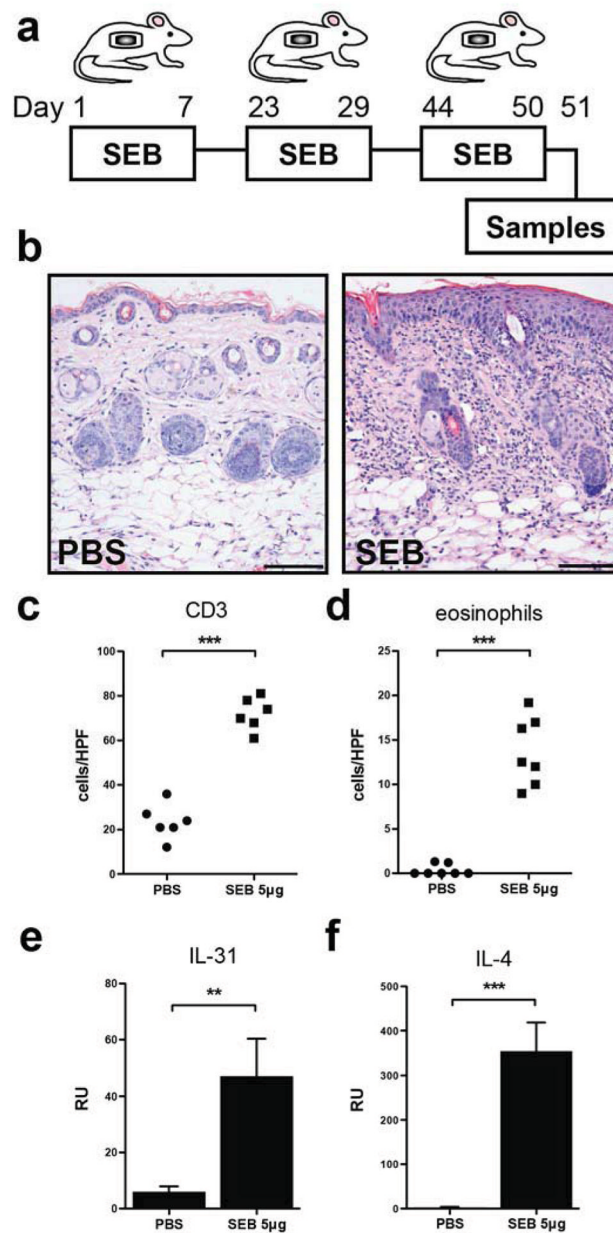 a
Day 1 7 23 29 44 50 51
SEB SEB SEB
Samples
b
PBS SEB
c
CD3
***
cells/HPF
100
80
60
40
20
0
PBS SEB 5µg
d
eosinophils
***
cells/HPF
25
20
15
10
5
0
PBS SEB 5µg
e
IL-31
**
RU
80
60
40
20
0
PBS SEB 5µg
f
IL-4
***
RU
500
400
300
200
100
0
PBS SEB 5µg